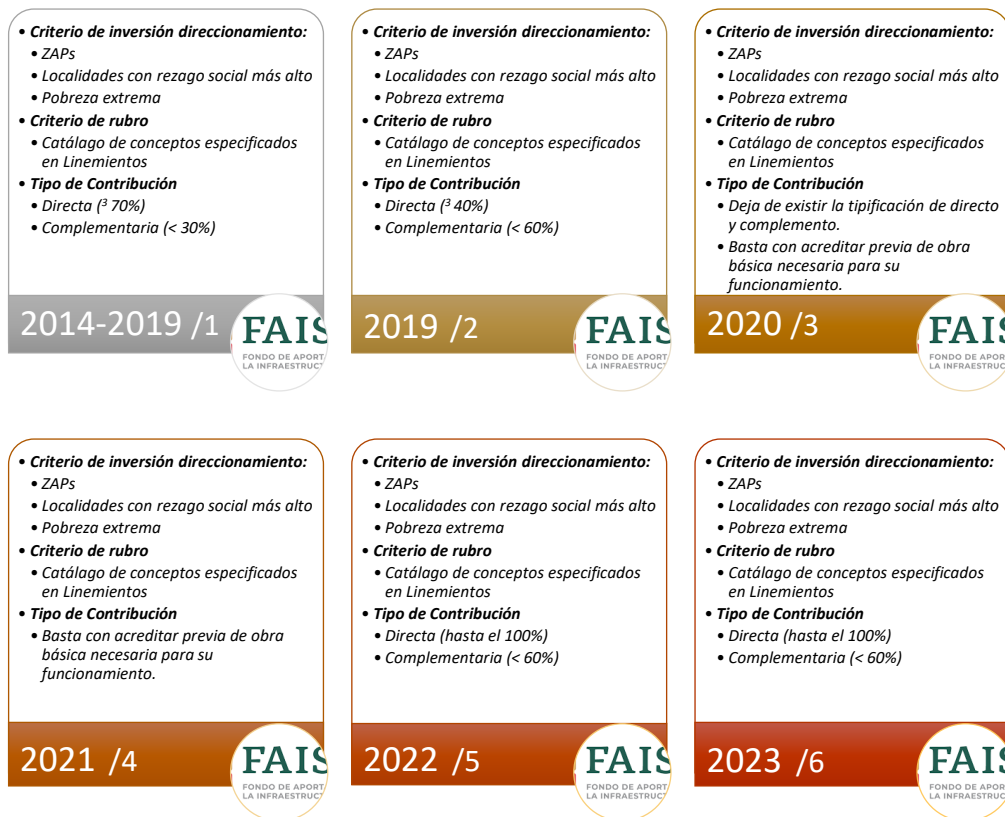 • Criterio de inversión direccionamiento:
• ZAPs
• Localidades con rezago social más alto
• Pobreza extrema
• Criterio de rubro
• Catálago de conceptos especificados
en Linemientos
• Tipo de Contribución
• Directa (³ 70%)
• Complementaria (< 30%)
2014-2019 /1
FAIS
FONDO DE APORT
LA INFRAESTRUCT
• Criterio de inversión direccionamiento:
• ZAPs
• Localidades con rezago social más alto
• Pobreza extrema
• Criterio de rubro
• Catálago de conceptos especificados
en Linemientos
• Tipo de Contribución
• Directa (³ 40%)
• Complementaria (< 60%)
2019 /2
FAIS
FONDO DE APORT
LA INFRAESTRUCT
• Criterio de inversión direccionamiento:
• ZAPs
• Localidades con rezago social más alto
• Pobreza extrema
• Criterio de rubro
• Catálago de conceptos especificados
en Linemientos
• Tipo de Contribución
• Deja de existir la tipificación de directo
y complemento.
• Basta con acreditar previa de obra
básica necesaria para su
funcionamiento.
2020 /3
FAIS
FONDO DE APOR
LA INFRAESTRUC
• Criterio de inversión direccionamiento:
• ZAPs
• Localidades con rezago social más alto
• Pobreza extrema
• Criterio de rubro
• Catálago de conceptos especificados
en Linemientos
• Tipo de Contribución
• Basta con acreditar previa de obra
básica necesaria para su
funcionamiento.
2021 /4
FAIS
FONDO DE APORT
LA INFRAESTRUCT
• Criterio de inversión direccionamiento:
• ZAPs
• Localidades con rezago social más alto
• Pobreza extrema
• Criterio de rubro
• Catálago de conceptos especificados
en Linemientos
• Tipo de Contribución
• Directa (hasta el 100%)
• Complementaria (< 60%)
2022 /5
FAIS
FONDO DE APORT
LA INFRAESTRUCT
• Criterio de inversión direccionamiento:
• ZAPs
• Localidades con rezago social más alto
• Pobreza extrema
• Criterio de rubro
• Catálago de conceptos especificados
en Linemientos
• Tipo de Contribución
• Directa (hasta el 100%)
• Complementaria (< 60%)
2023 /6
FAIS
FONDO DE APOR
LA INFRAESTRUC